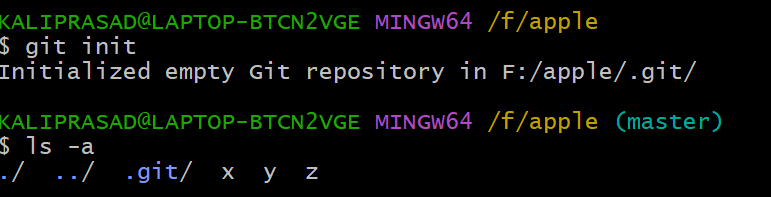 KALIPRASAD@LAPTOP-BTCN2VGE MINGW64 /f/apple
$ git init
Initialized empty Git repository in F:/apple/.git/
KALIPRASAD@LAPTOP-BTCN2VGE MINGW64 /f/apple (master)
$ ls -a
./  ../  .git/  x  y  z